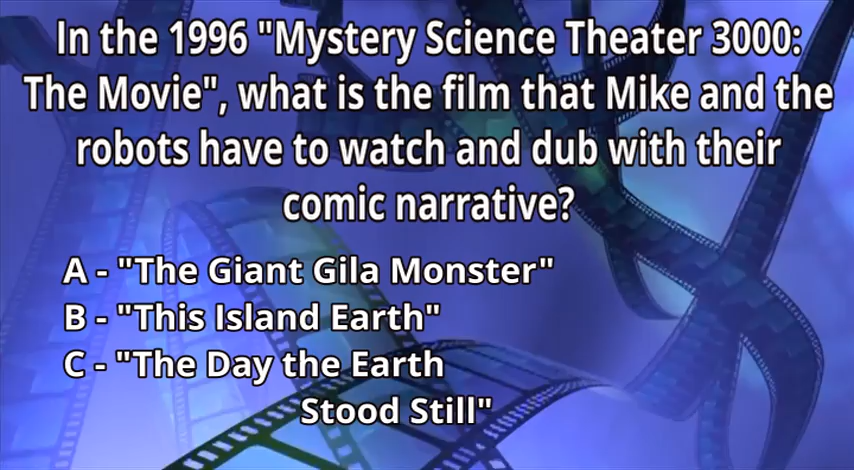 In the 1996 "Mystery Science Theater 3000:
The Movie", what is the film that Mike and the
robots have to watch and dub with their
comic narrative?
A - "The Giant Gila Monster"
B - "This Island Earth"
C - "The Day the Earth
Stood Still"